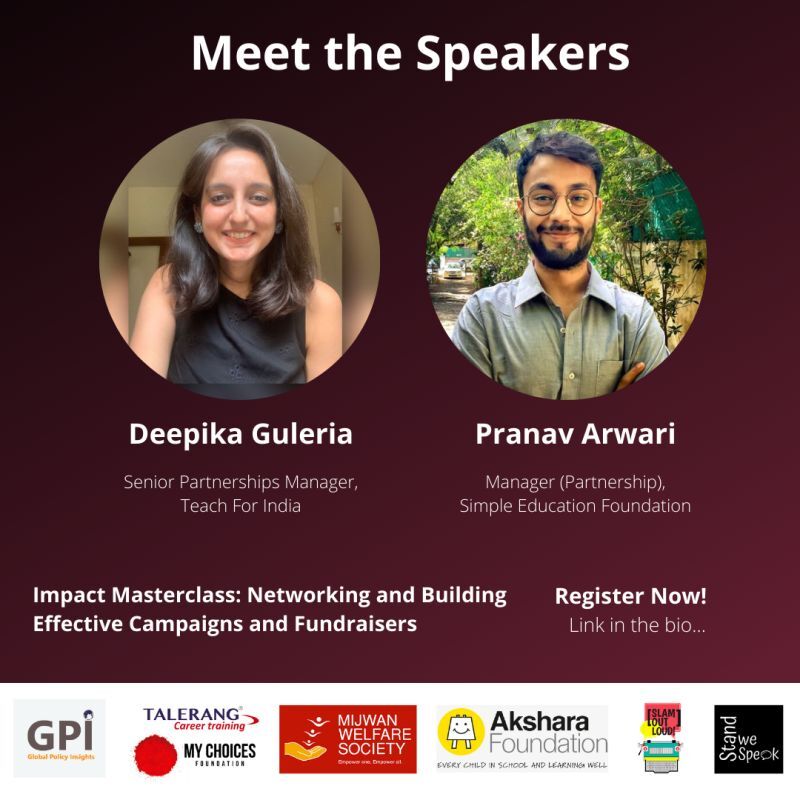 Meet the Speakers
Deepika Guleria
Senior Partnerships Manager,
Teach For India
Pranav Arwari
Manager (Partnership),
Simple Education Foundation
Impact Masterclass: Networking and Building
Effective Campaigns and Fundraisers
Register Now!
Link in the bio...
GPi
Global Policy Insights
TALERANG®
Career training
MY CHOICES
FOUNDATION
MIJWAN
WELFARE
SOCIETY
Empower one, Empower all.
Akshara
Foundation
EVERY CHILD IN SCHOOL AND LEARNING WELL
[SLAM]
[OUT
LOUD!]
Stand
we
Speak